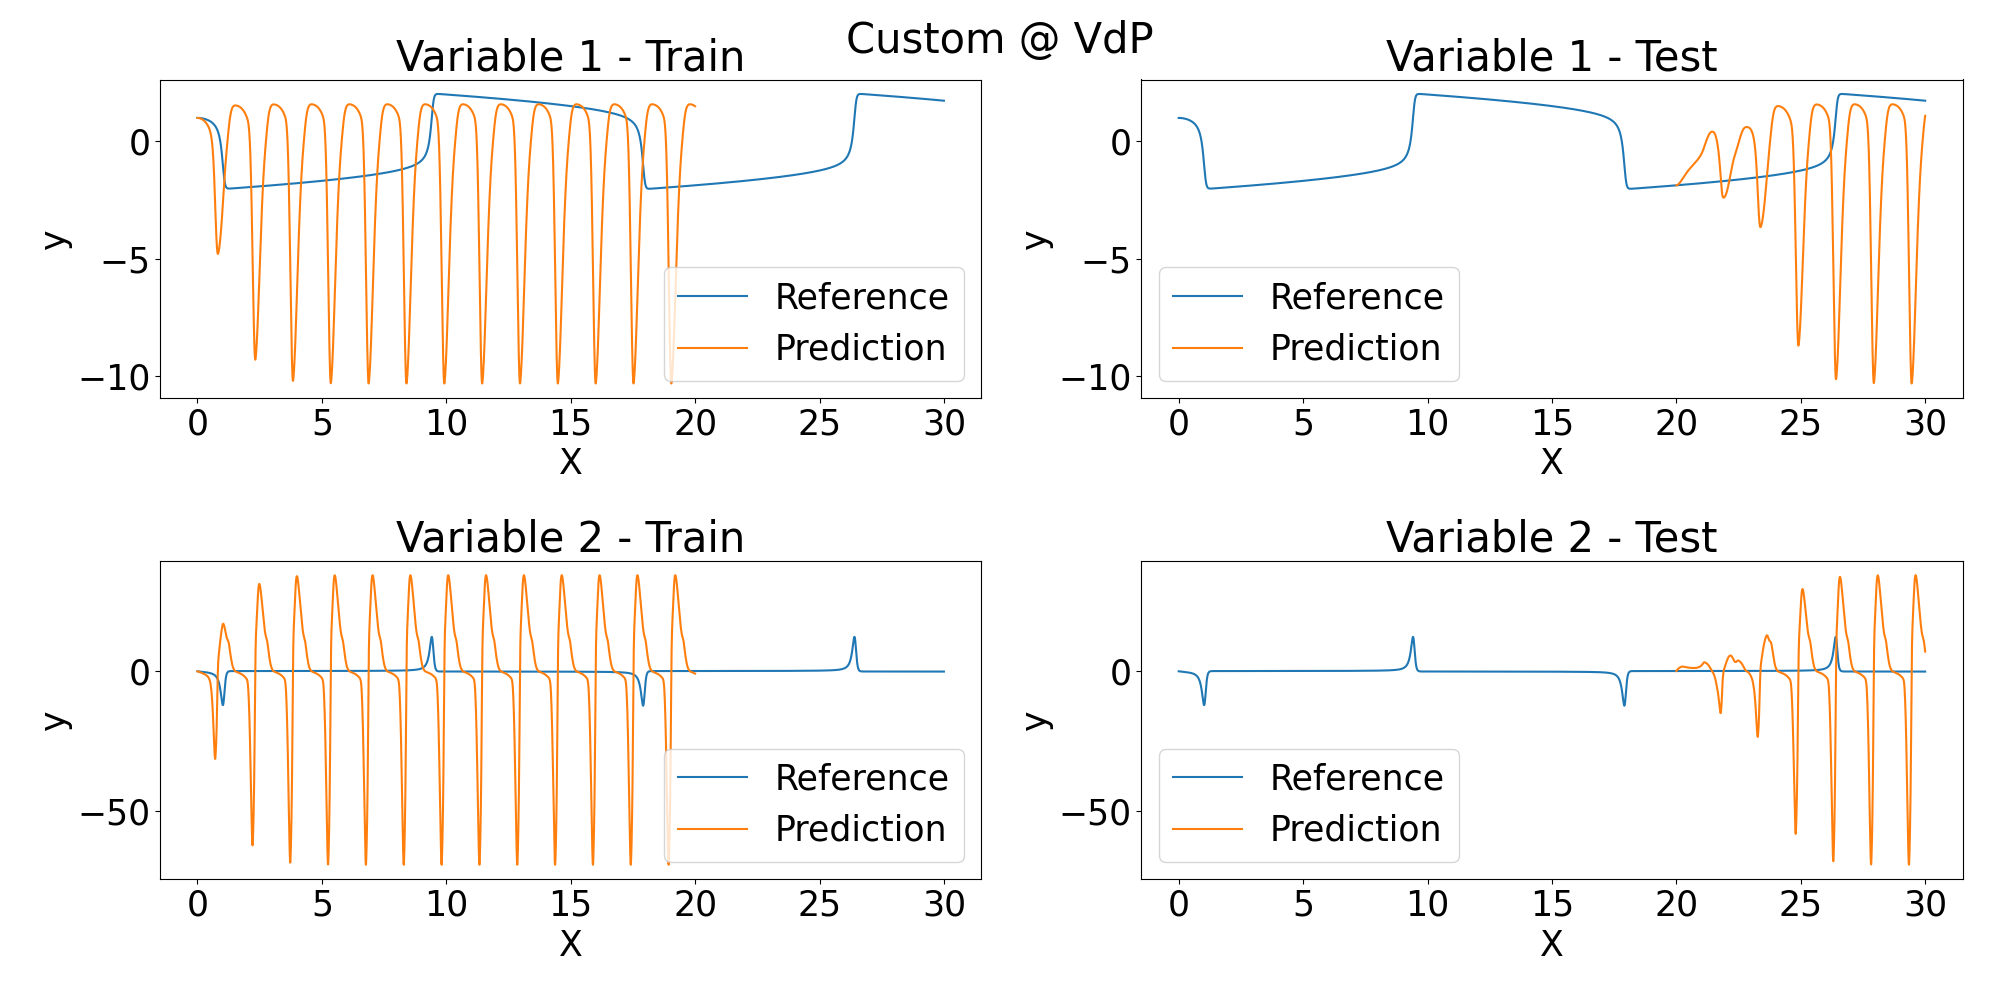 Custom @ VdP
Variable 1 - Train
0
−5
−10
y
0 5 10 15 20 25 30
X
Reference
Prediction
Variable 1 - Test
0
−5
−10
y
0 5 10 15 20 25 30
X
Reference
Prediction
Variable 2 - Train
0
−50
y
0 5 10 15 20 25 30
X
Reference
Prediction
Variable 2 - Test
0
−50
y
0 5 10 15 20 25 30
X
Reference
Prediction